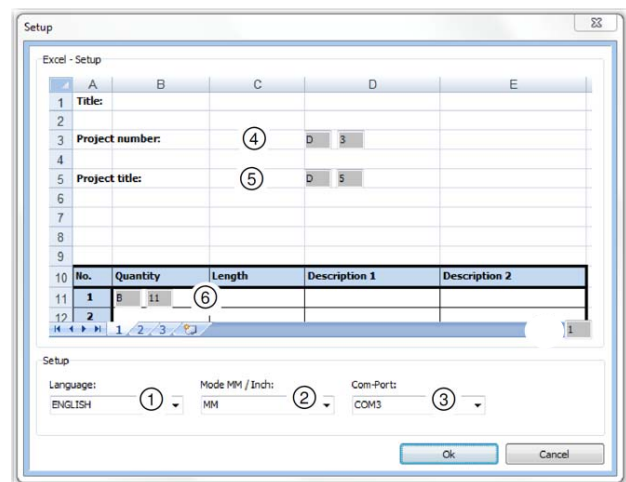 Setup
Excel - Setup
A B C D E
1 Title:
2
3 Project number: ④ D 3
4
5 Project title: ⑤ D 5
6
7
8
9
10 No. Quantity Length Description 1 Description 2
11 1 B 11 ⑥
12 2
1 2 3 1
Setup
Language: Mode MM / Inch: Com-Port:
ENGLISH ① MM ② COM3 ③
Ok Cancel